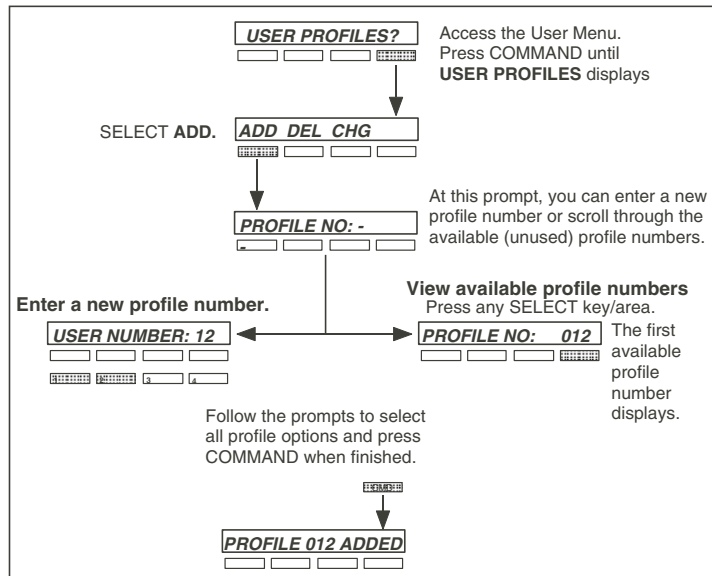 USER PROFILES?
Access the User Menu.
Press COMMAND until
USER PROFILES displays
SELECT ADD.
ADD DEL CHG
At this prompt, you can enter a new
profile number or scroll through the
available (unused) profile numbers.
PROFILE NO: -
-
Enter a new profile number.
USER NUMBER: 12
1 2 3 4
View available profile numbers
Press any SELECT key/area.
PROFILE NO: 012
The first
available
profile
number
displays.
Follow the prompts to select
all profile options and press
COMMAND when finished.
CMD
PROFILE 012 ADDED